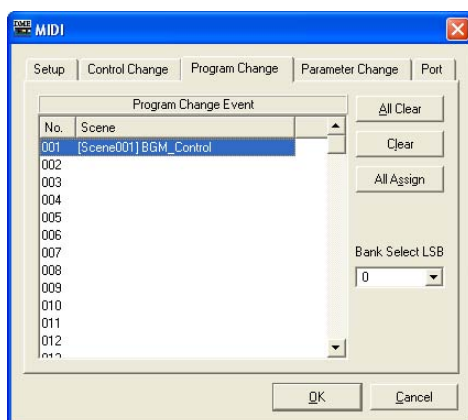 MIDI
Setup Control Change Program Change Parameter Change Port
Program Change Event
No. Scene
001 [Scene001] BGM_Control
002
003
004
005
006
007
008
009
010
011
012
All Clear
Clear
All Assign
Bank Select LSB
0
OK Cancel